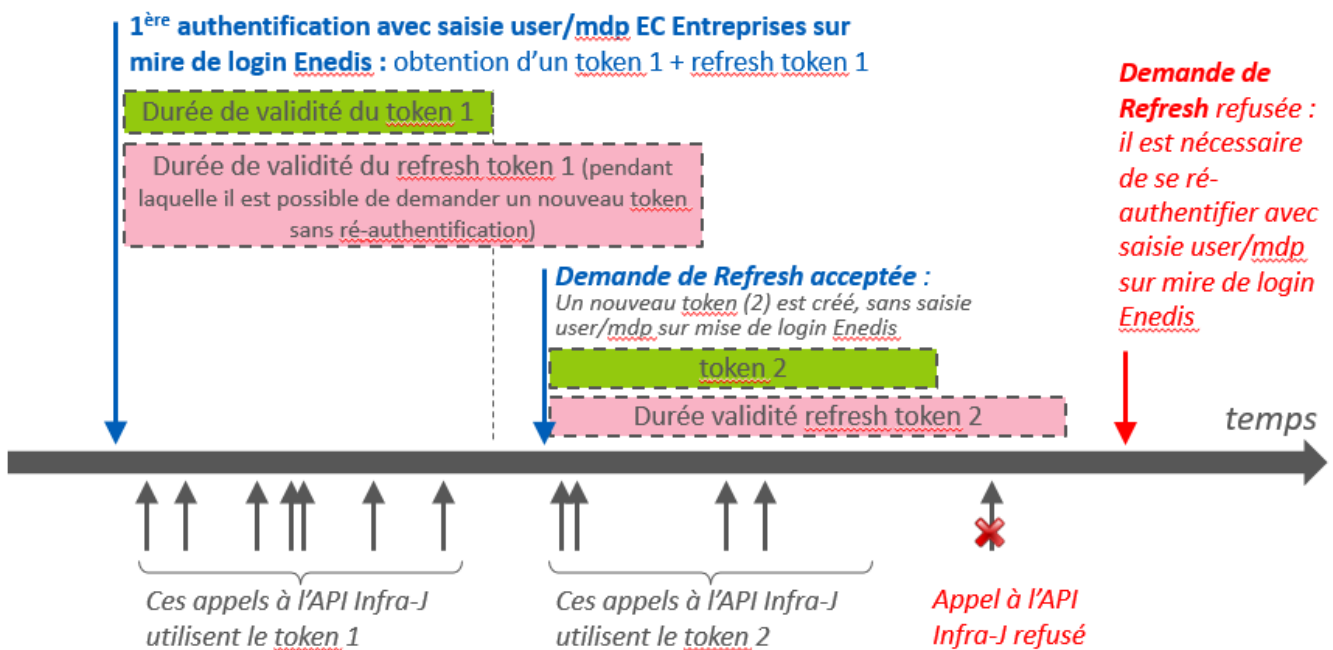 1ère authentification avec saisie user/mdp EC Entreprises sur
mire de login Enedis : obtention d'un token 1 + refresh token 1
Durée de validité du token 1
Durée de validité du refresh token 1 (pendant
laquelle il est possible de demander un nouveau token
sans ré-authentification)
Demande de
Refresh refusée :
il est nécessaire
de se ré-
authentifier avec
saisie user/mdp
sur mire de login
Enedis
Demande de Refresh acceptée :
Un nouveau token (2) est créé, sans saisie
user/mdp sur mise de login Enedis
token 2
Durée validité refresh token 2
temps
Ces appels à l'API Infra-J
utilisent le token 1
Ces appels à l'API Infra-J
utilisent le token 2
Appel à l'API
Infra-J refusé